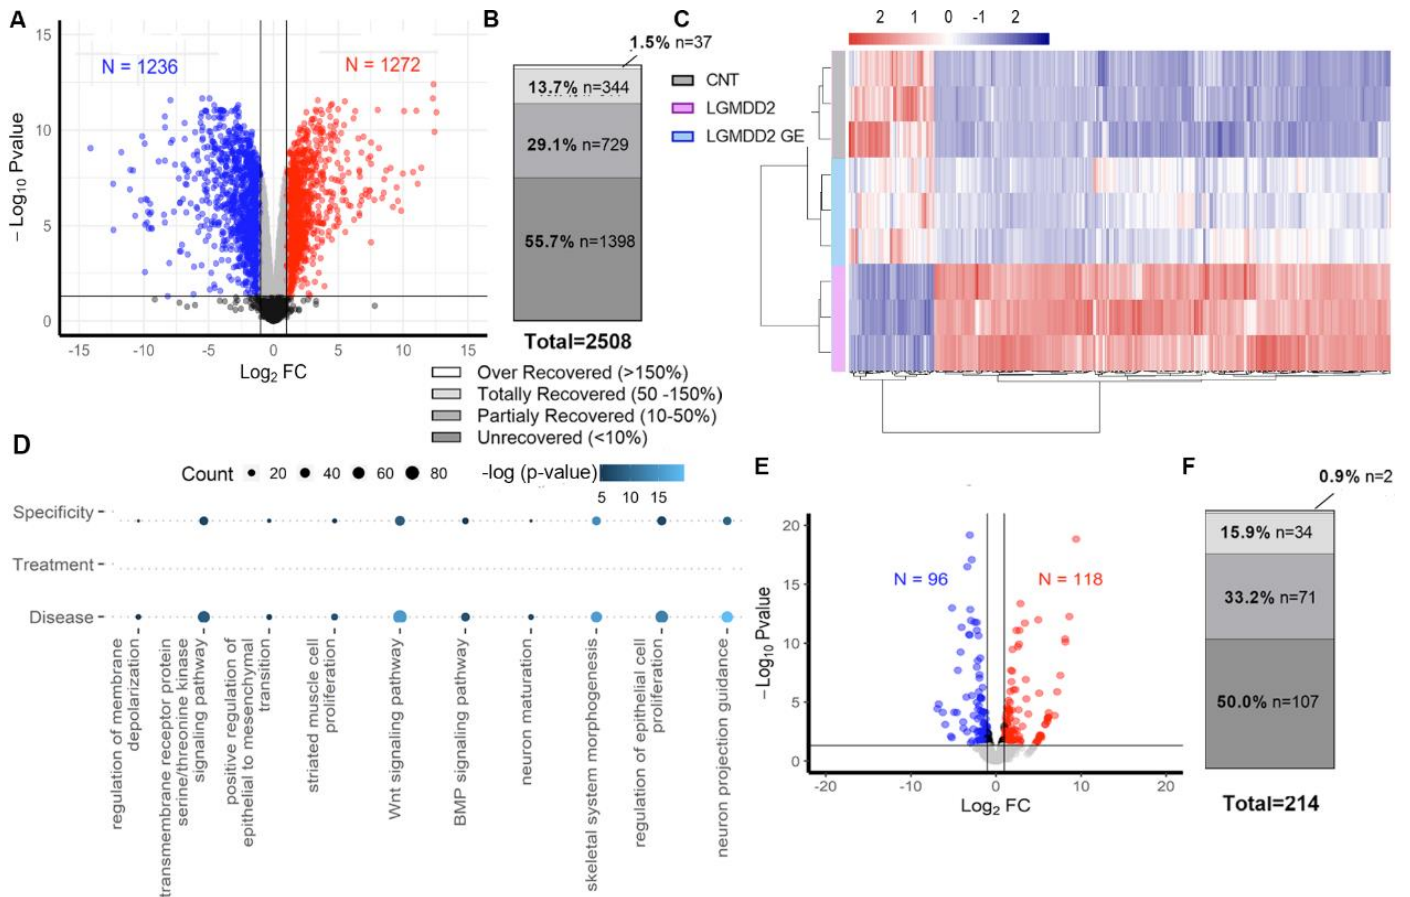 A
15
10
5
0
– Log10 Pvalue
N = 1236
N = 1272
-15
-10
-5
0
5
10
15
Log2 FC
B
1.5% n=37
13.7% n=344
29.1% n=729
55.7% n=1398
Total=2508
Over Recovered (>150%)
Totally Recovered (50 -150%)
Partialy Recovered (10-50%)
Unrecovered (<10%)
C
2
1
0
-1
2
CNT
LGMDD2
LGMDD2 GE
D
Count
20
40
60
80
-log (p-value)
5
10
15
Specificity
Treatment
Disease
regulation of membrane
depolarization
transmembrane receptor protein
serine/threonine kinase
signaling pathway
positive regulation of
epithelial to mesenchymal
transition
striated muscle cell
proliferation
Wnt signaling pathway
BMP signaling pathway
neuron maturation
skeletal system morphogenesis
regulation of epithelial cell
proliferation
neuron projection guidance
E
20
15
10
5
0
– Log10 Pvalue
N = 96
N = 118
-20
-10
0
10
20
Log2 FC
F
0.9% n=2
15.9% n=34
33.2% n=71
50.0% n=107
Total=214